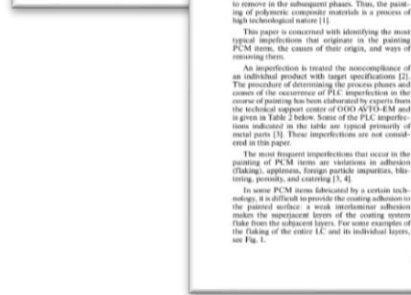 to remove in the subsequent phases. Thus, the paint-
ing of polymeric composite materials is a process of
high technological nature [1].
This paper is concerned with identifying the most
typical imperfections that originate in the painting
PCM items, the causes of their origin, and ways of
removing them.
An imperfection is treated the noncompliance of
an individual product with target specifications [2].
The procedure of determining the process phases and
causes of the occurrence of PLC imperfection in the
course of painting has been elaborated by experts from
the technical support center of OOO AVTO-EM and
is given in Table 2 below. Some of the PLC imperfec-
tions indicated in the table are typical primarily of
metal parts [3]. These imperfections are not consid-
ered in this paper.
The most frequent imperfections that occur in the
painting of PCM items are violations in adhesion
(flaking), appleness, foreign particle impurities, blis-
tering, porosity, and cratering [3, 4].
In some PCM items fabricated by a certain tech-
nology, it is difficult to provide the coating adhesion to
the painted surface: a weak interlaminar adhesion
makes the superjacent layers of the coating system
flake from the subjacent layers. For some examples of
the flaking of the entire LC and its individual layers,
see Fig. 1.